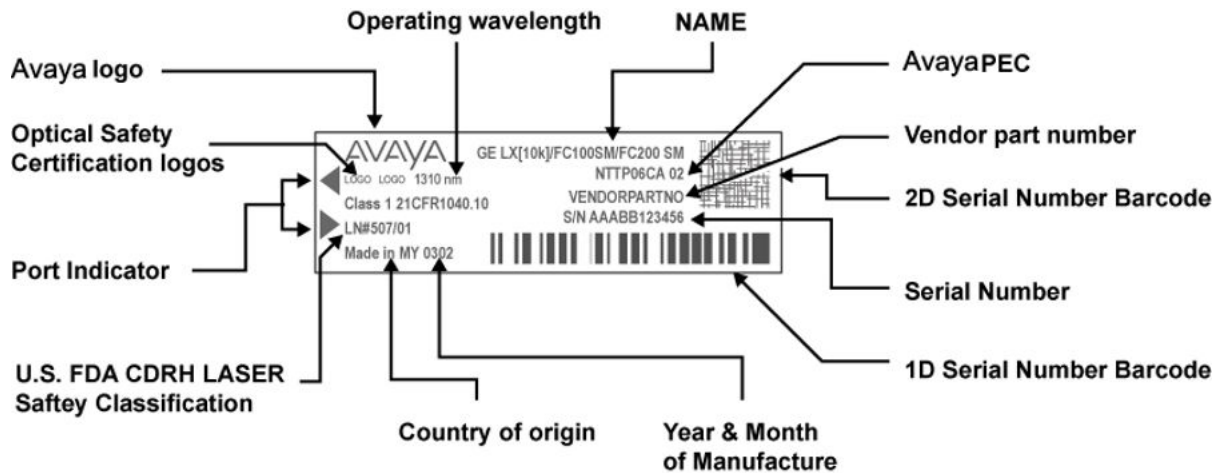 Operating wavelength
NAME
Avaya logo
Avaya PEC
Optical Safety
Certification logos
Vendor part number
2D Serial Number Barcode
Port Indicator
Serial Number
U.S. FDA CDRH LASER
Saftey Classification
1D Serial Number Barcode
Country of origin
Year & Month
of Manufacture
AVAYA
LOGO LOGO 1310 nm
Class 1 21CFR1040.10
LN#507/01
Made in MY 0302
GE LX[10k]/FC100SM/FC200 SM
NTTP06CA 02
VENDORPARTNO
S/N AAABB123456